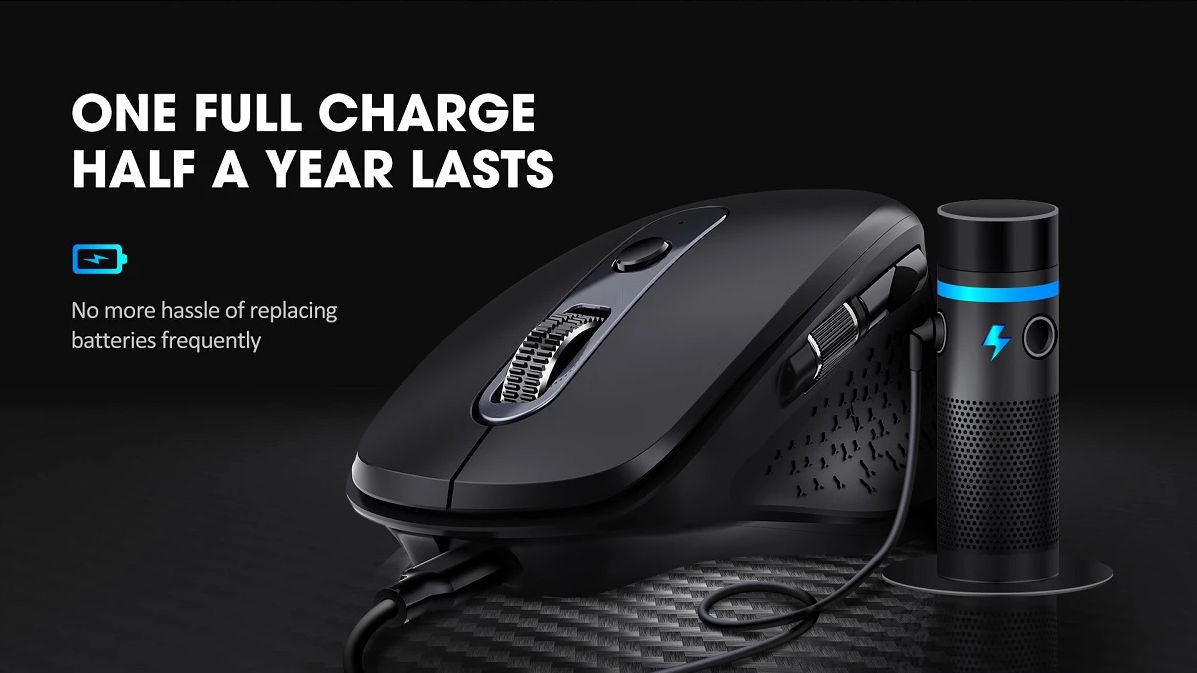 ONE FULL CHARGE
HALF A YEAR LASTS
No more hassle of replacing
batteries frequently